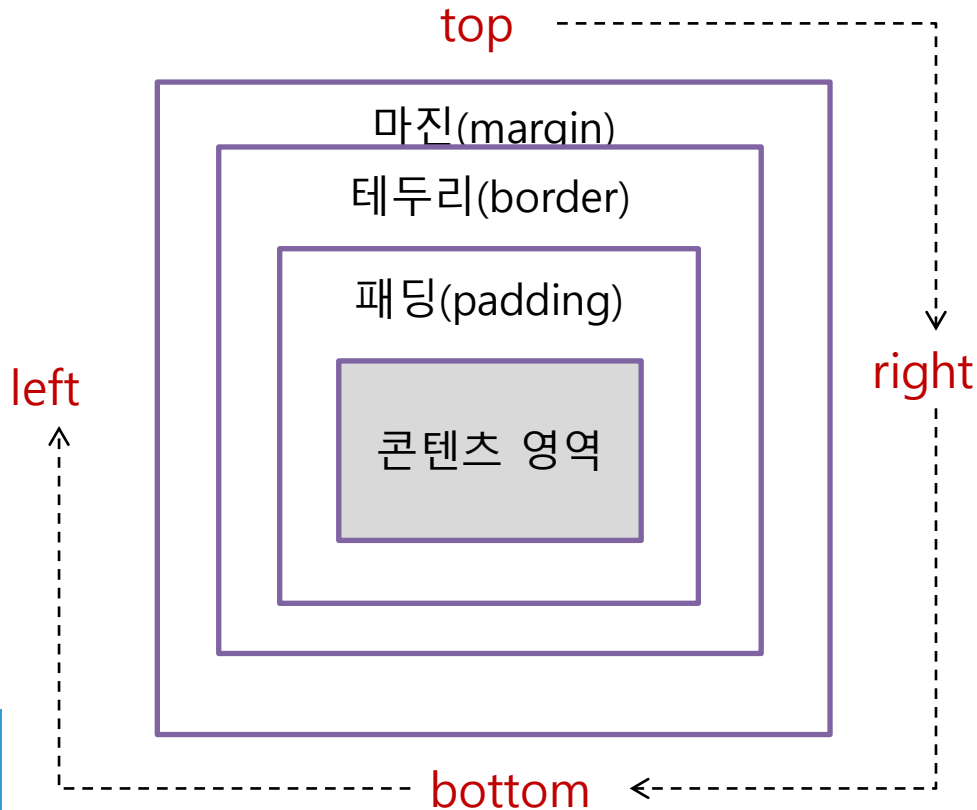 top
마진(margin)
테두리(border)
패딩(padding)
left
right
콘텐츠 영역
bottom